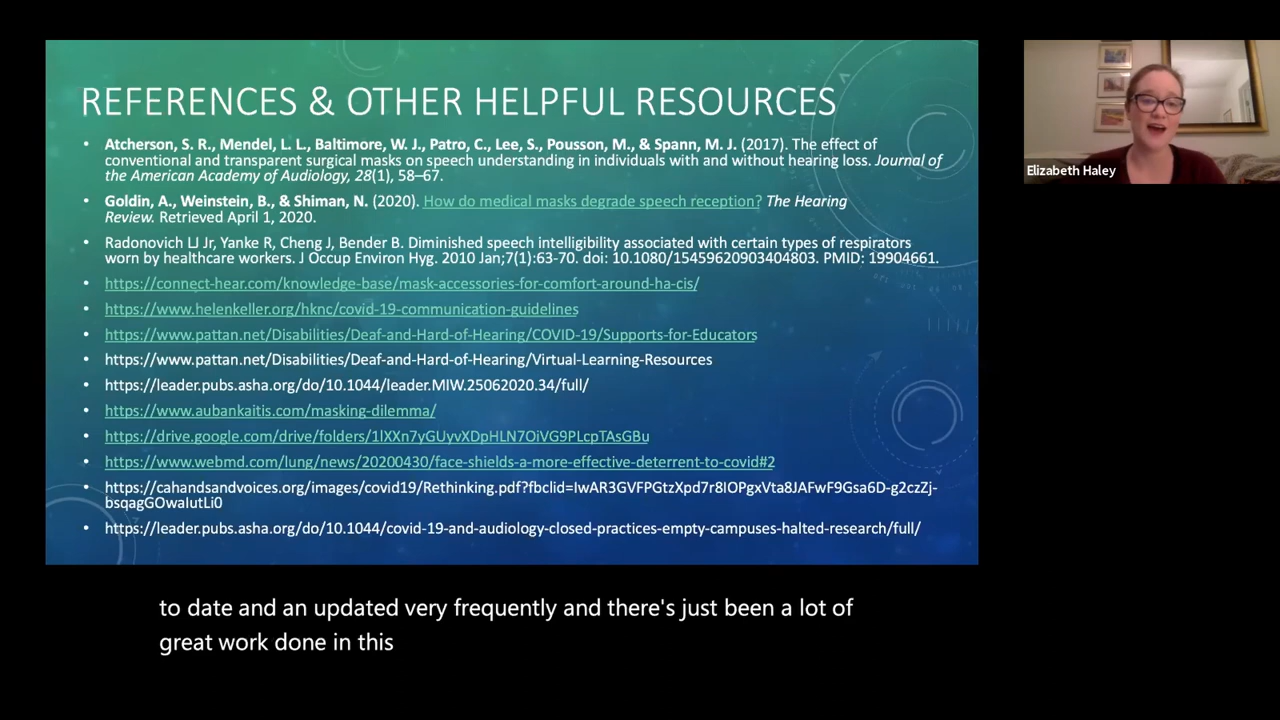 REFERENCES & OTHER HELPFUL RESOURCES
• Atcherson, S. R., Mendel, L. L., Baltimore, W. J., Patro, C., Lee, S., Pousson, M., & Spann, M. J. (2017). The effect of
conventional and transparent surgical masks on speech understanding in individuals with and without hearing loss. Journal of
the American Academy of Audiology, 28(1), 58–67.
• Goldin, A., Weinstein, B., & Shiman, N. (2020). How do medical masks degrade speech reception? The Hearing
Review. Retrieved April 1, 2020.
• Radonovich LJ Jr, Yanke R, Cheng J, Bender B. Diminished speech intelligibility associated with certain types of respirators
worn by healthcare workers. J Occup Environ Hyg. 2010 Jan;7(1):63-70. doi: 10.1080/15459620903404803. PMID: 19904661.
• https://connect-hear.com/knowledge-base/mask-accessories-for-comfort-around-ha-cis/
• https://www.helenkeller.org/hknc/covid-19-communication-guidelines
• https://www.pattan.net/Disabilities/Deaf-and-Hard-of-Hearing/COVID-19/Supports-for-Educators
• https://www.pattan.net/Disabilities/Deaf-and-Hard-of-Hearing/Virtual-Learning-Resources
• https://leader.pubs.asha.org/do/10.1044/leader.MIW.25062020.34/full/
• https://www.aubankaitis.com/masking-dilemma/
• https://drive.google.com/drive/folders/1lXXn7yGUyvXDpHLN7OiVG9PLcpTAsGBu
• https://www.webmd.com/lung/news/20200430/face-shields-a-more-effective-deterrent-to-covid#2
• https://cahandsandvoices.org/images/covid19/Rethinking.pdf?fbclid=IwAR3GVFPGtzXpd7r8IOPgxVta8JAFwF9Gsa6D-g2czZj-
bsqagGOwaIutLi0
• https://leader.pubs.asha.org/do/10.1044/covid-19-and-audiology-closed-practices-empty-campuses-halted-research/full/
Elizabeth Haley
to date and an updated very frequently and there's just been a lot of
great work done in this